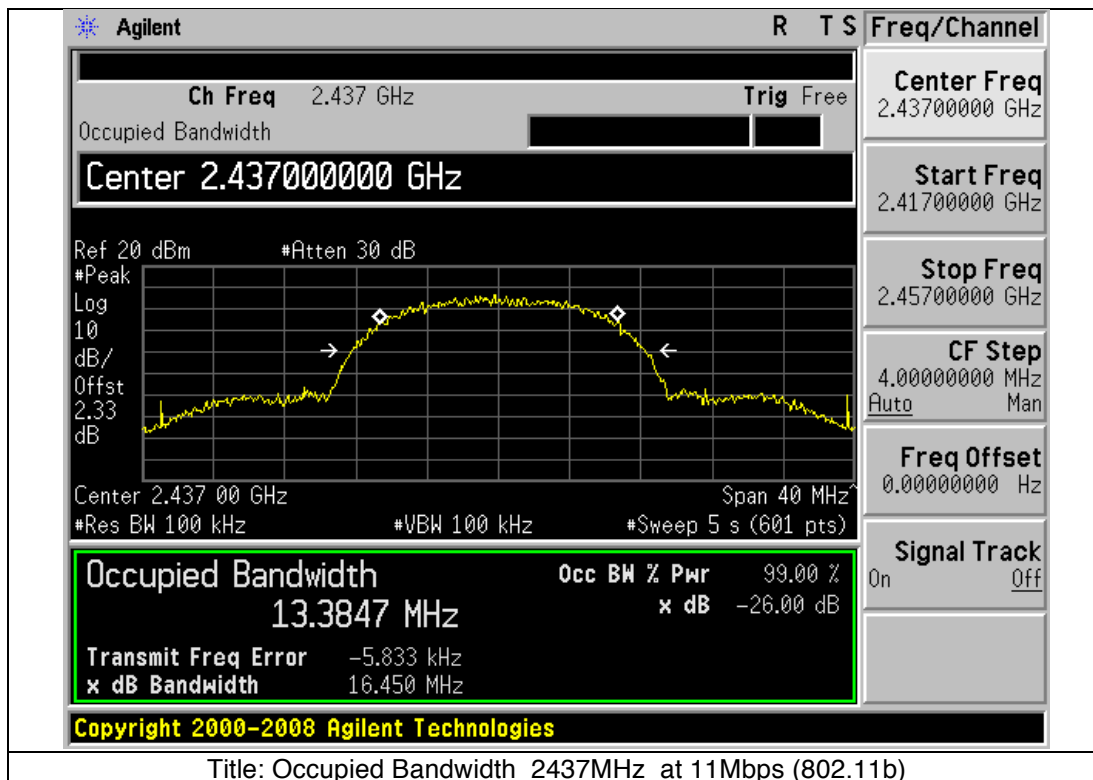 Agilent R T S Freq/Channel
Ch Freq 2.437 GHz Trig Free
Occupied Bandwidth
Center 2.437000000 GHz
Ref 20 dBm #Atten 30 dB
#Peak
Log
10
dB/
Offst
2.33
dB
Center 2.437 00 GHz Span 40 MHz^
#Res BW 100 kHz #VBW 100 kHz #Sweep 5 s (601 pts)
Occupied Bandwidth
13.3847 MHz
Occ BW % Pwr 99.00 %
x dB -26.00 dB
Transmit Freq Error -5.833 kHz
x dB Bandwidth 16.450 MHz
Center Freq
2.43700000 GHz
Start Freq
2.41700000 GHz
Stop Freq
2.45700000 GHz
CF Step
4.00000000 MHz
Auto Man
Freq Offset
0.00000000 Hz
Signal Track
On Off
Copyright 2000-2008 Agilent Technologies
Title: Occupied Bandwidth 2437MHz at 11Mbps (802.11b)